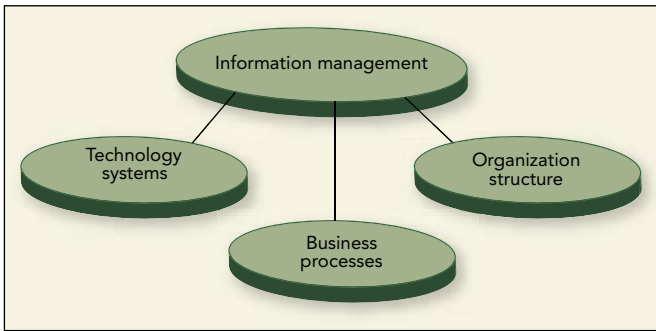 Information management
Technology
systems
Organization
structure
Business
processes